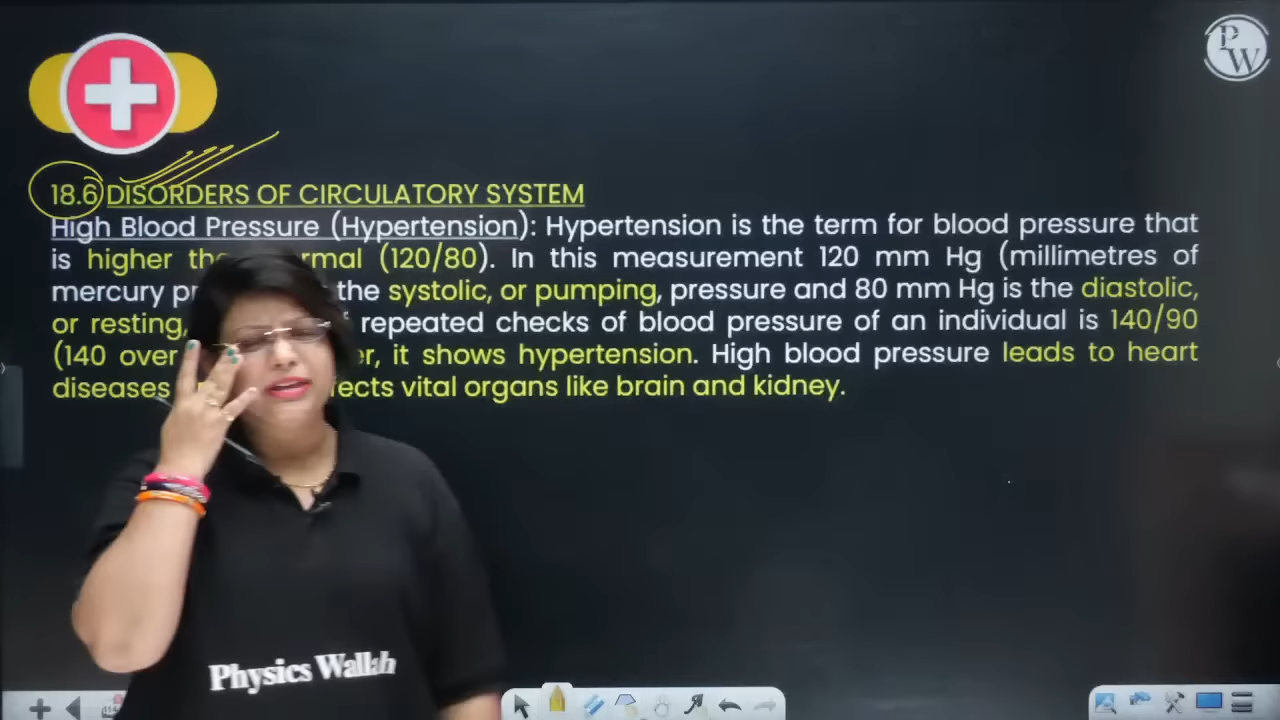 PW
18.6 DISORDERS OF CIRCULATORY SYSTEM
High Blood Pressure (Hypertension): Hypertension is the term for blood pressure that
is higher (120/80). In this measurement 120 mm Hg (millimetres of
mercury the systolic, or pumping, pressure and 80 mm Hg is the diastolic,
or resting, repeated checks of blood pressure of an individual is 140/90
(140 over it shows hypertension. High blood pressure leads to heart
diseases vital organs like brain and kidney.
Physics Wallah